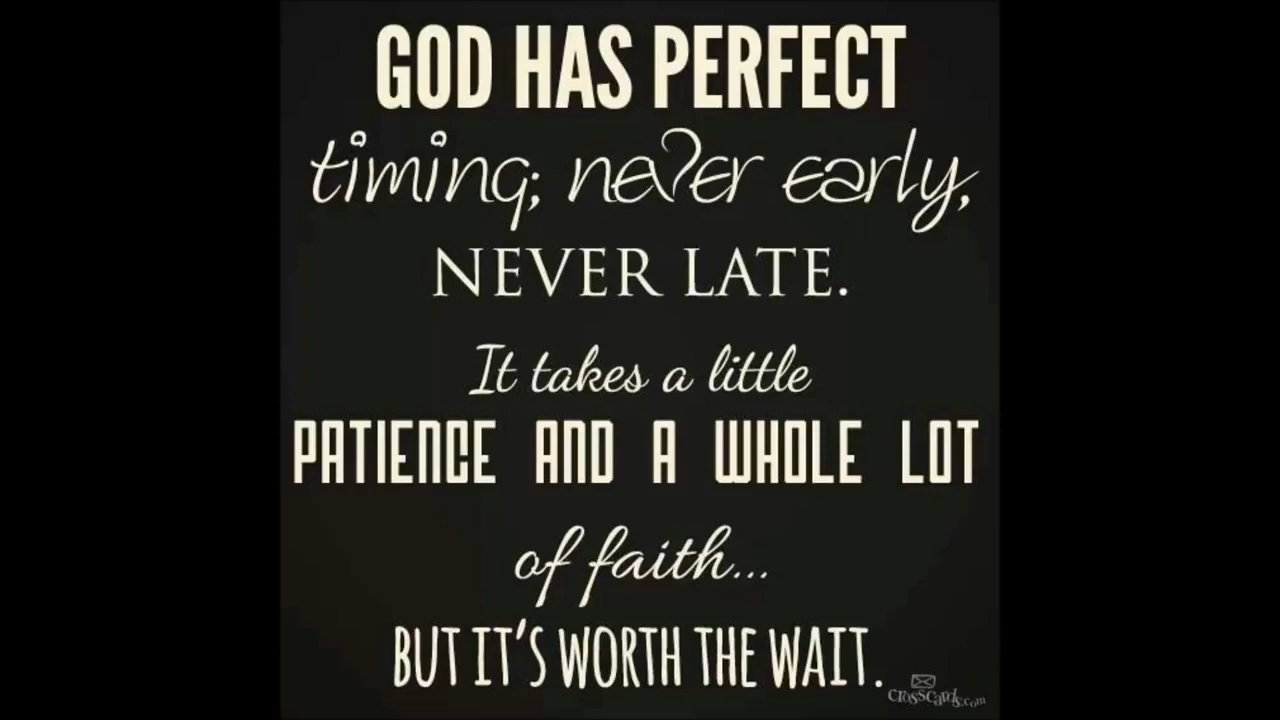 GOD HAS PERFECT
timing; never early,
NEVER LATE.
It takes a little
PATIENCE AND A WHOLE LOT
of faith...
BUT IT'S WORTH THE WAIT.
crosscards.com